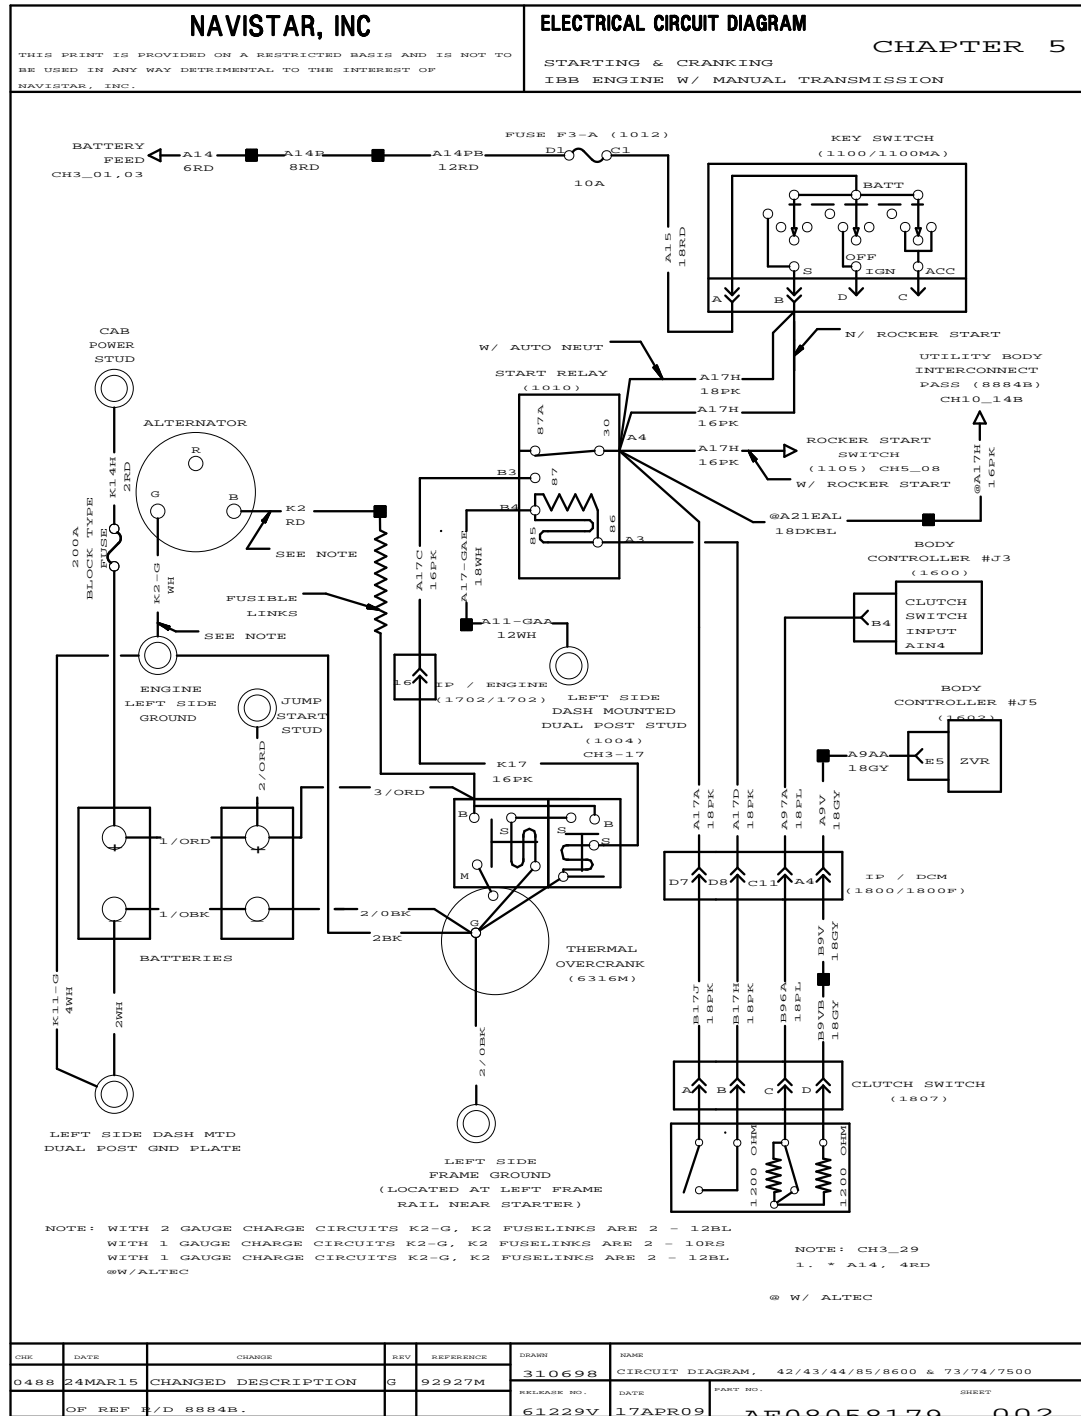 NAVISTAR, INC
THIS PRINT IS PROVIDED ON A RESTRICTED BASIS AND IS NOT TO
BE USED IN ANY WAY DETRIMENTAL TO THE INTEREST OF
NAVISTAR, INC.
ELECTRICAL CIRCUIT DIAGRAM
CHAPTER 5
STARTING & CRANKING
IBB ENGINE W/ MANUAL TRANSMISSION
BATTERY
FEED
CH3_01,03
A14
6RD
A14R
8RD
A14PB
12RD
FUSE F3-A (1012)
D1
C1
10A
A15
18RD
KEY SWITCH
(1100/1100MA)
BATT
OFF
S
IGN
ACC
A
B
D
C
CAB
POWER
STUD
W/ AUTO NEUT
N/ ROCKER START
START RELAY
(1010)
87A
30
A4
B3
87
B4
85
86
A3
A17H
18PK
A17H
16PK
A17H
16PK
ROCKER START
SWITCH
(1105) CH5_08
W/ ROCKER START
UTILITY BODY
INTERCONNECT
PASS (8884B)
CH10_14B
@A17H
16PK
@A21EAL
18DKBL
ALTERNATOR
R
G
B
K14H
2RD
200A
BLOCK TYPE
FUSE
K2
RD
SEE NOTE
K2-G
WH
FUSIBLE
LINKS
SEE NOTE
A17C
16PK
A17-GAE
18WH
A11-GAA
12WH
BODY
CONTROLLER #J3
(1600)
B4
CLUTCH
SWITCH
INPUT
AIN4
ENGINE
LEFT SIDE
GROUND
JUMP
START
STUD
16
IP / ENGINE
(1702/1702)
LEFT SIDE
DASH MOUNTED
DUAL POST STUD
(1004)
CH3-17
BODY
CONTROLLER #J5
(1602)
E5
ZVR
A9AA
18GY
K17
16PK
2/ORD
3/ORD
1/ORD
1/OBK
2/OBK
2BK
BATTERIES
B
S
S
B
S
M
G
THERMAL
OVERCRANK
(6316M)
A17A
18PK
A17D
18PK
A97A
18PL
A9V
18GY
D7
D8
C11
A4
IP / DCM
(1800/1800F)
B17J
18PK
B17H
18PK
B96A
18PL
B9V
18GY
B9VB
18GY
K11-G
4WH
2WH
2/OBK
A
B
C
D
CLUTCH SWITCH
(1807)
1200 OHM
1200 OHM
LEFT SIDE DASH MTD
DUAL POST GND PLATE
LEFT SIDE
FRAME GROUND
(LOCATED AT LEFT FRAME
RAIL NEAR STARTER)
NOTE: WITH 2 GAUGE CHARGE CIRCUITS K2-G, K2 FUSELINKS ARE 2 - 12BL
WITH 1 GAUGE CHARGE CIRCUITS K2-G, K2 FUSELINKS ARE 2 - 10RS
WITH 1 GAUGE CHARGE CIRCUITS K2-G, K2 FUSELINKS ARE 2 - 12BL
@W/ALTEC
NOTE: CH3_29
1. * A14, 4RD
@ W/ ALTEC
CHK DATE CHANGE REV REFERENCE
0488 24MAR15 CHANGED DESCRIPTION G 92927M
OF REF R/D 8884B.
DRAWN
310698
NAME
CIRCUIT DIAGRAM, 42/43/44/85/8600 & 73/74/7500
RELEASE NO.
61229V
DATE
17APR09
PART NO.
AE08058179
SHEET
002